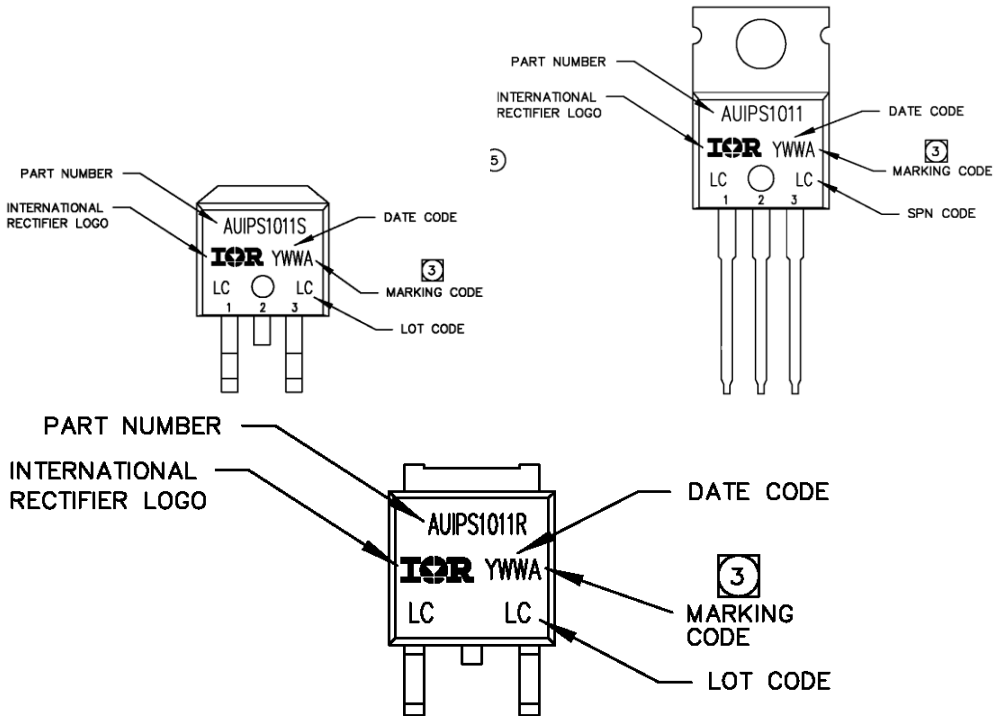 PART NUMBER
INTERNATIONAL
RECTIFIER LOGO
AUIPS1011
DATE CODE
IOR YWWA
3
MARKING CODE
LC LC
1 2 3
SPN CODE
5
PART NUMBER
INTERNATIONAL
RECTIFIER LOGO
AUIPS1011S
DATE CODE
IOR YWWA
3
MARKING CODE
LC LC
1 2 3
LOT CODE
PART NUMBER
INTERNATIONAL
RECTIFIER LOGO
AUIPS1011R
DATE CODE
IOR YWWA
3
MARKING
CODE
LC LC
LOT CODE